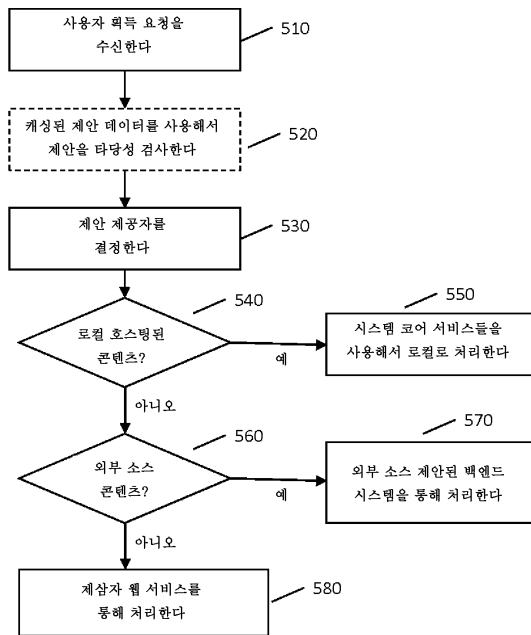 사용자 획득 요청을
수신한다
510
캐싱된 제안 데이터를 사용해서
제안을 타당성 검사한다
520
제안 제공자를
결정한다
530
540
로컬 호스팅된
콘텐츠?
예
550
시스템 코어 서비스들을
사용해서 로컬로 처리한다
아니오
560
외부 소스
콘텐츠?
예
570
외부 소스 제안된 백엔드
시스템을 통해 처리한다
아니오
제삼자 웹 서비스를
통해 처리한다
580